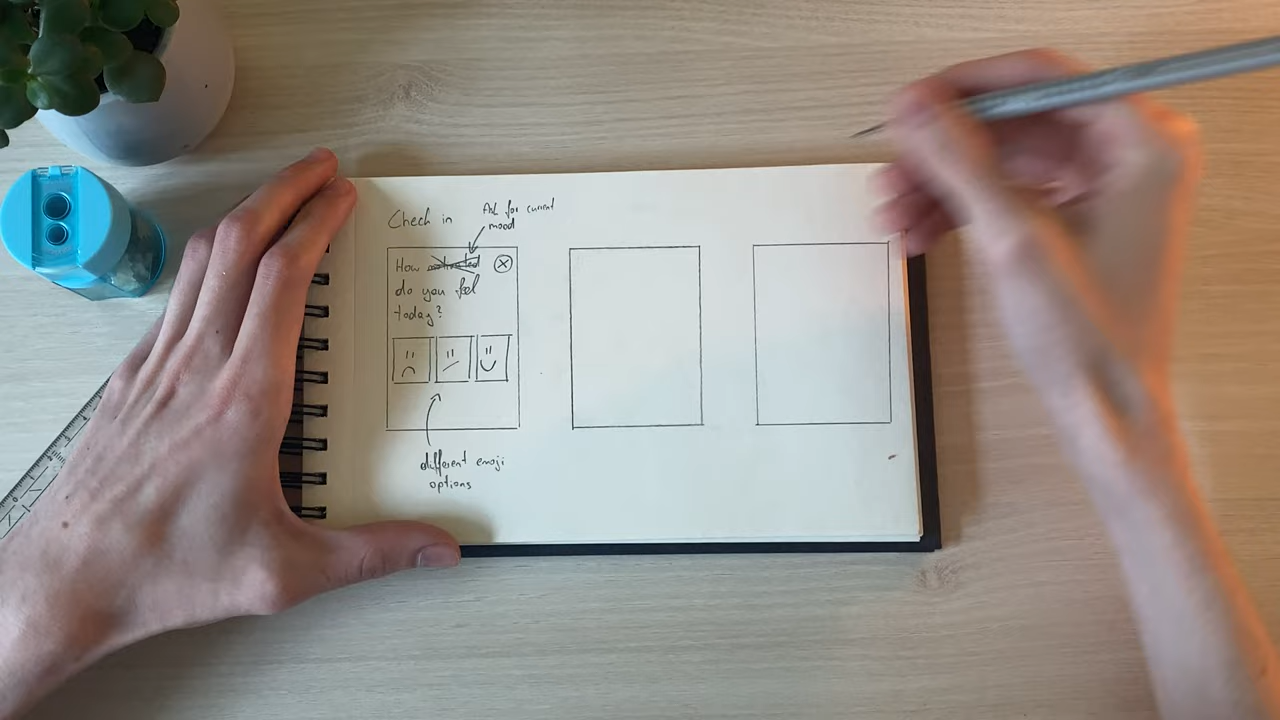 Check in
Ask for current
mood
How
do you feel
today?
different emoji
options